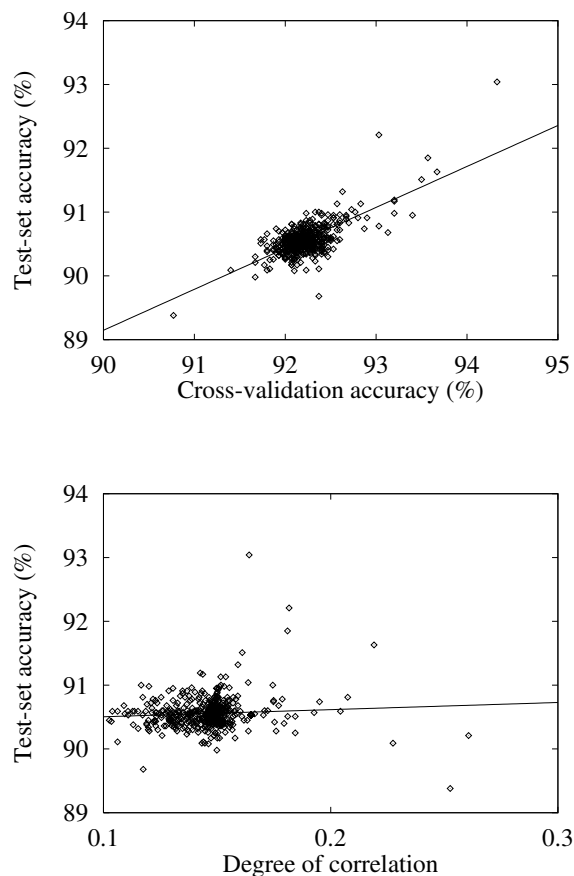 94
93
92
91
90
89
Test-set accuracy (%)
90 91 92 93 94 95
Cross-validation accuracy (%)
94
93
92
91
90
89
Test-set accuracy (%)
0.1 0.2 0.3
Degree of correlation